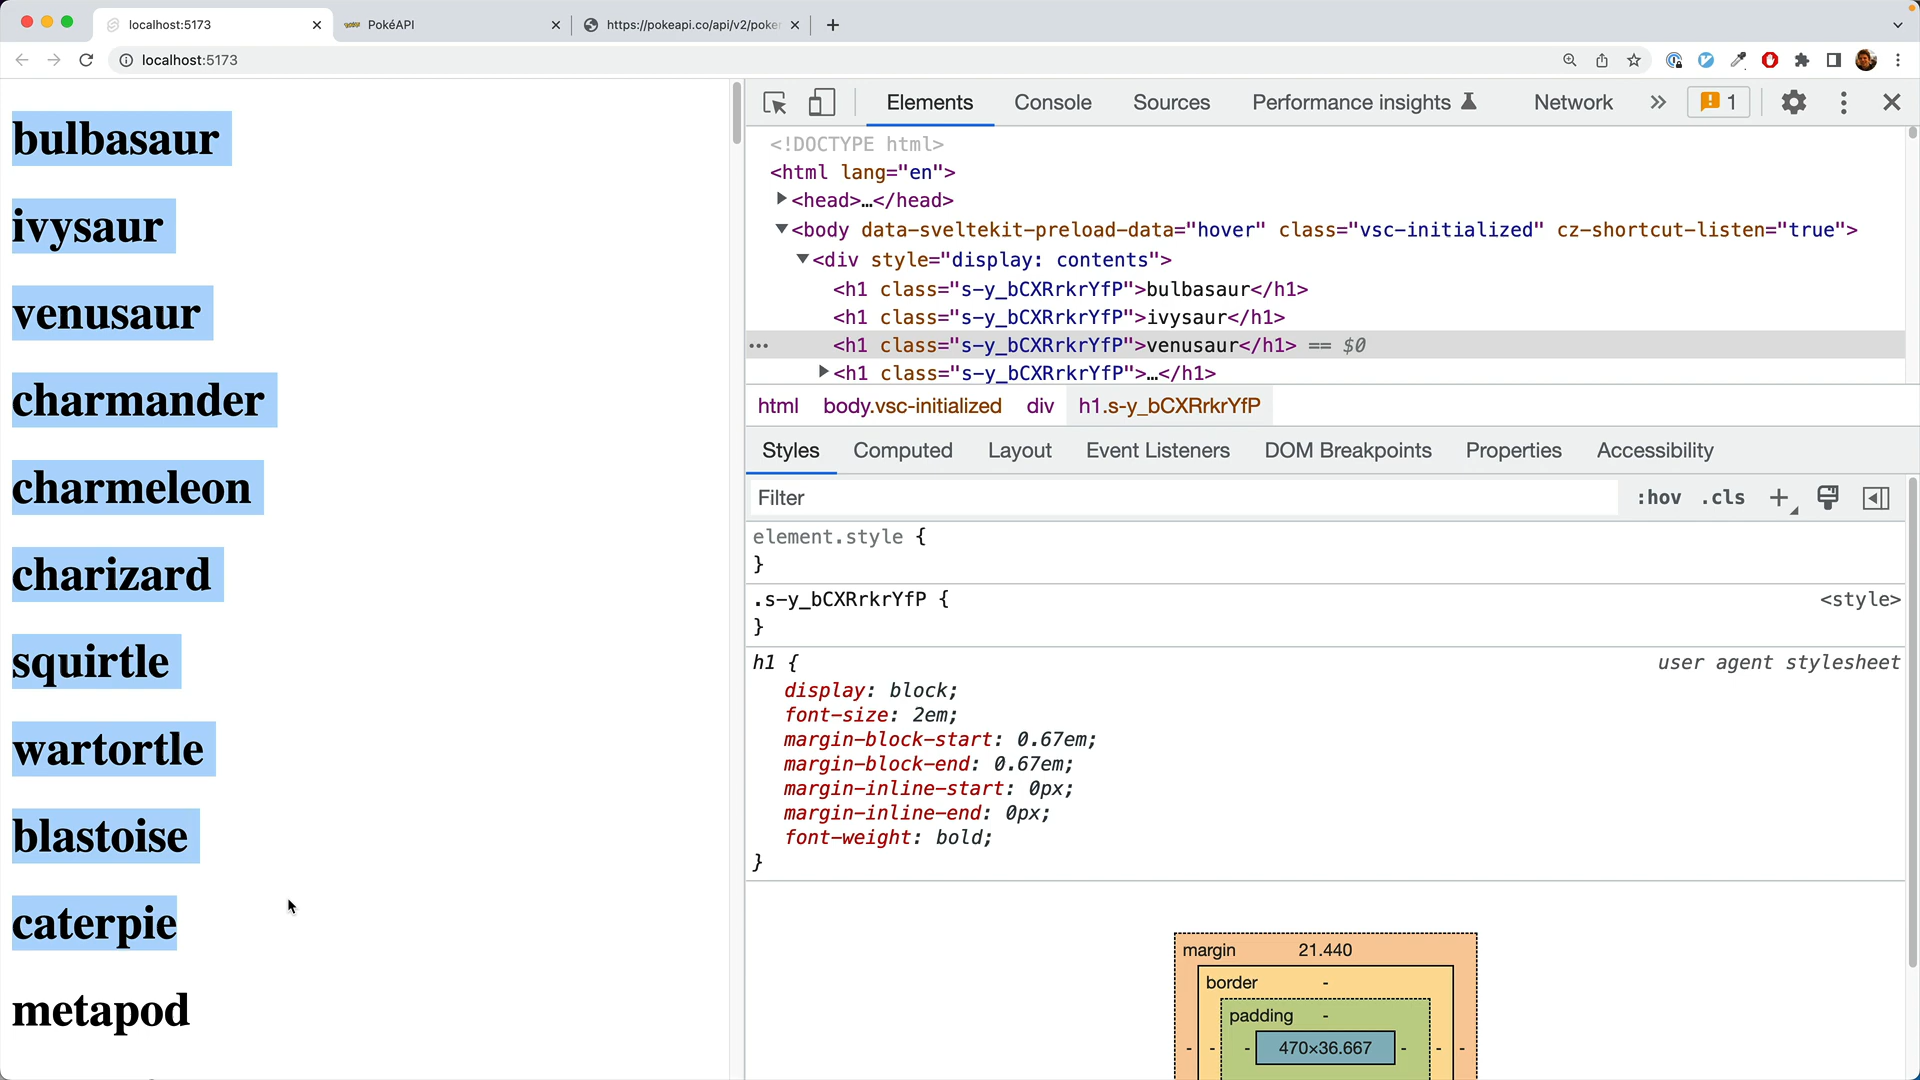 localhost:5173
PokéAPI
https://pokeapi.co/api/v2/poke
localhost:5173
bulbasaur
ivysaur
venusaur
charmander
charmeleon
charizard
squirtle
wartortle
blastoise
caterpie
metapod
Elements Console Sources Performance insights Network » 1
<!DOCTYPE html>
<html lang="en">
<head>…</head>
<body data-sveltekit-preload-data="hover" class="vsc-initialized" cz-shortcut-listen="true">
<div style="display: contents">
<h1 class="s-y_bCXRrkrYfP">bulbasaur</h1>
<h1 class="s-y_bCXRrkrYfP">ivysaur</h1>
<h1 class="s-y_bCXRrkrYfP">venusaur</h1> == $0
<h1 class="s-y_bCXRrkrYfP">…</h1>
html body.vsc-initialized div h1.s-y_bCXRrkrYfP
Styles Computed Layout Event Listeners DOM Breakpoints Properties Accessibility
Filter :hov .cls +
element.style {
}
.s-y_bCXRrkrYfP { <style>
}
h1 { user agent stylesheet
display: block;
font-size: 2em;
margin-block-start: 0.67em;
margin-block-end: 0.67em;
margin-inline-start: 0px;
margin-inline-end: 0px;
font-weight: bold;
}
margin 21.440
border -
padding -
- - - 470×36.667 - - -